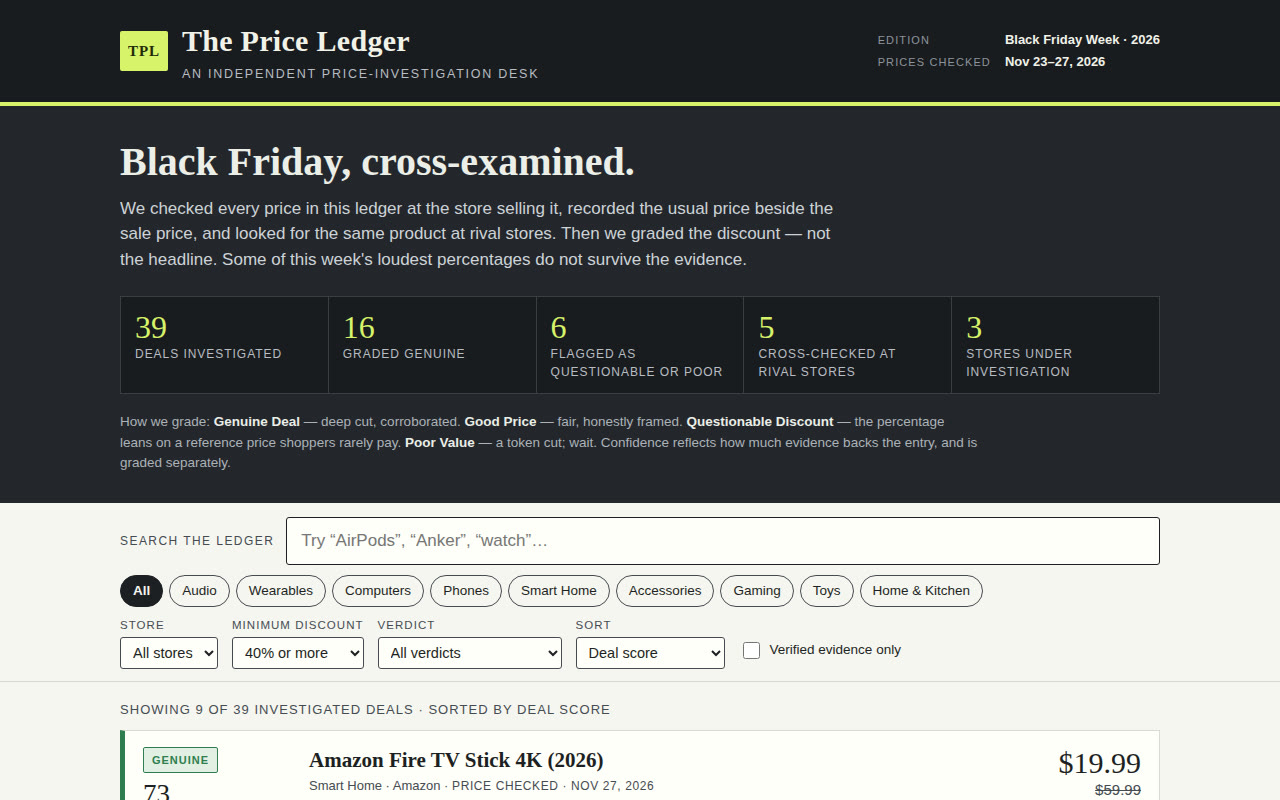 TPL
The Price Ledger
AN INDEPENDENT PRICE-INVESTIGATION DESK
EDITION Black Friday Week · 2026
PRICES CHECKED Nov 23–27, 2026
Black Friday, cross-examined.
We checked every price in this ledger at the store selling it, recorded the usual price beside the
sale price, and looked for the same product at rival stores. Then we graded the discount — not
the headline. Some of this week's loudest percentages do not survive the evidence.
39
DEALS INVESTIGATED
16
GRADED GENUINE
6
FLAGGED AS
QUESTIONABLE OR POOR
5
CROSS-CHECKED AT
RIVAL STORES
3
STORES UNDER
INVESTIGATION
How we grade: Genuine Deal — deep cut, corroborated. Good Price — fair, honestly framed. Questionable Discount — the percentage
leans on a reference price shoppers rarely pay. Poor Value — a token cut; wait. Confidence reflects how much evidence backs the entry, and is
graded separately.
SEARCH THE LEDGER Try “AirPods”, “Anker”, “watch”…
All Audio Wearables Computers Phones Smart Home Accessories Gaming Toys Home & Kitchen
STORE MINIMUM DISCOUNT VERDICT SORT
All stores 40% or more All verdicts Deal score Verified evidence only
SHOWING 9 OF 39 INVESTIGATED DEALS · SORTED BY DEAL SCORE
GENUINE
73
Amazon Fire TV Stick 4K (2026)
Smart Home · Amazon · PRICE CHECKED · NOV 27, 2026
$19.99
$59.99